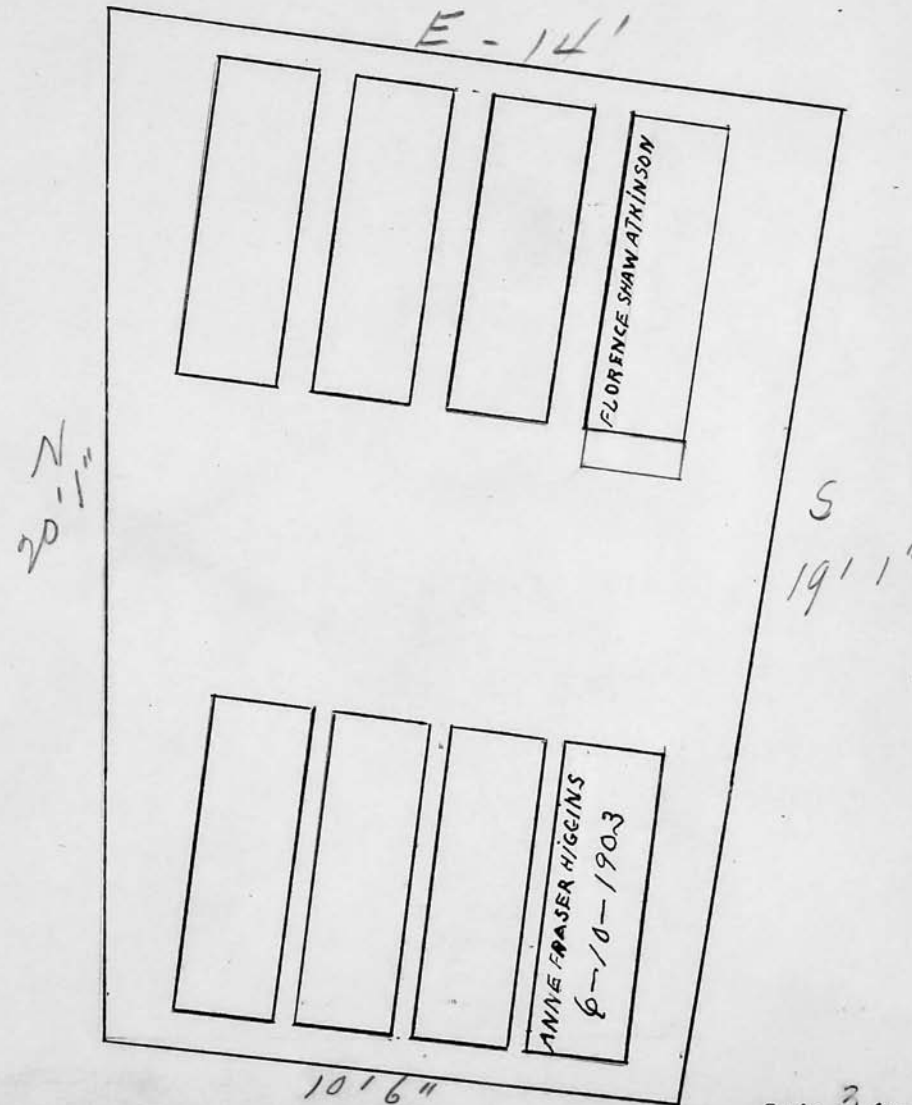 E - 14'
FLORENCE SHAW ATKINSON
N
20' 1"
S
19' 1"
ANNE FRASER HIGGINS
6-10-1903
10' 6"